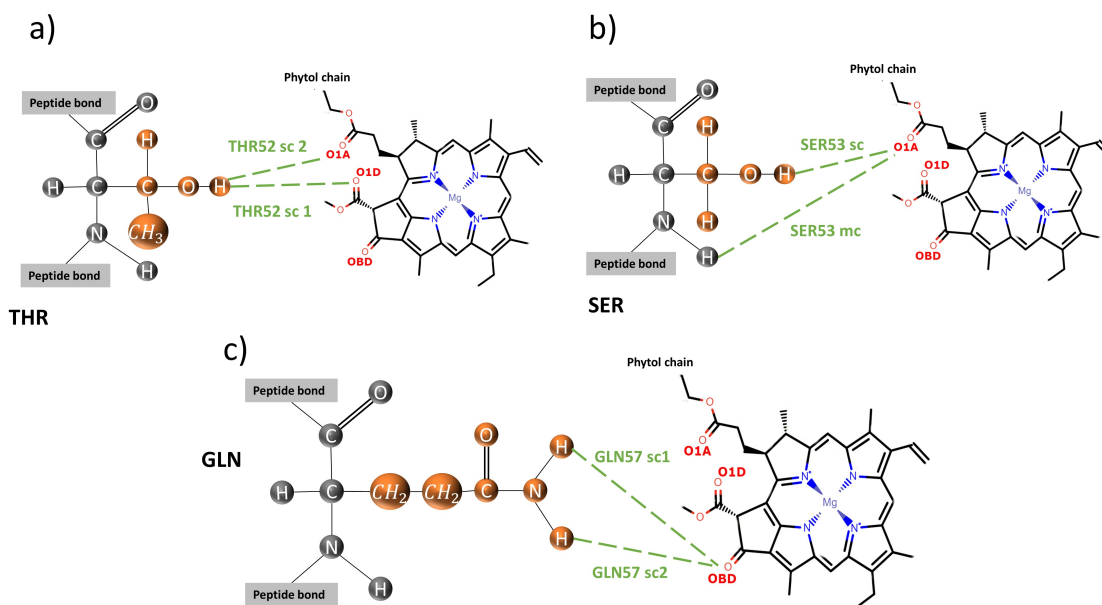 a)
Peptide bond
O
C
H
H
C
C
O
H
CH3
N
H
Peptide bond
THR
THR52 sc 2
THR52 sc 1
Phytol chain
O
O
O1A
O1D
O
O
O
OBD
N+
N
N
N+
Mg
b)
Peptide bond
O
C
H
H
C
C
O
H
H
N
H
Peptide bond
SER
SER53 sc
SER53 mc
Phytol chain
O
O
O1A
O1D
O
O
O
OBD
N+
N
N
N+
Mg
c)
Peptide bond
O
C
GLN
H
C
CH2
CH2
C
O
N
H
H
N
H
Peptide bond
GLN57 sc1
GLN57 sc2
Phytol chain
O
O
O1A
O1D
O
O
O
OBD
N+
N
N
N+
Mg